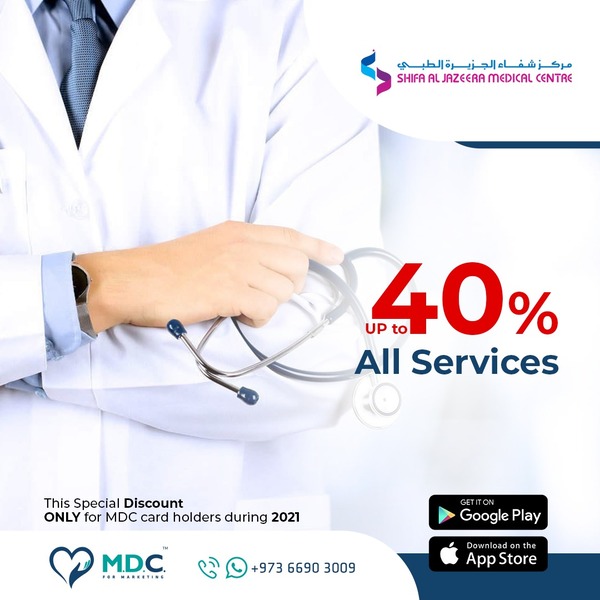 مركز شفاء الجزيرة الطبي
SHIFA AL JAZEERA MEDICAL CENTRE
UP to 40%
All Services
This Special Discount
ONLY for MDC card holders during 2021
GET IT ON
Google Play
Download on the
App Store
M.D.C.™
FOR MARKETING
+973 6690 3009